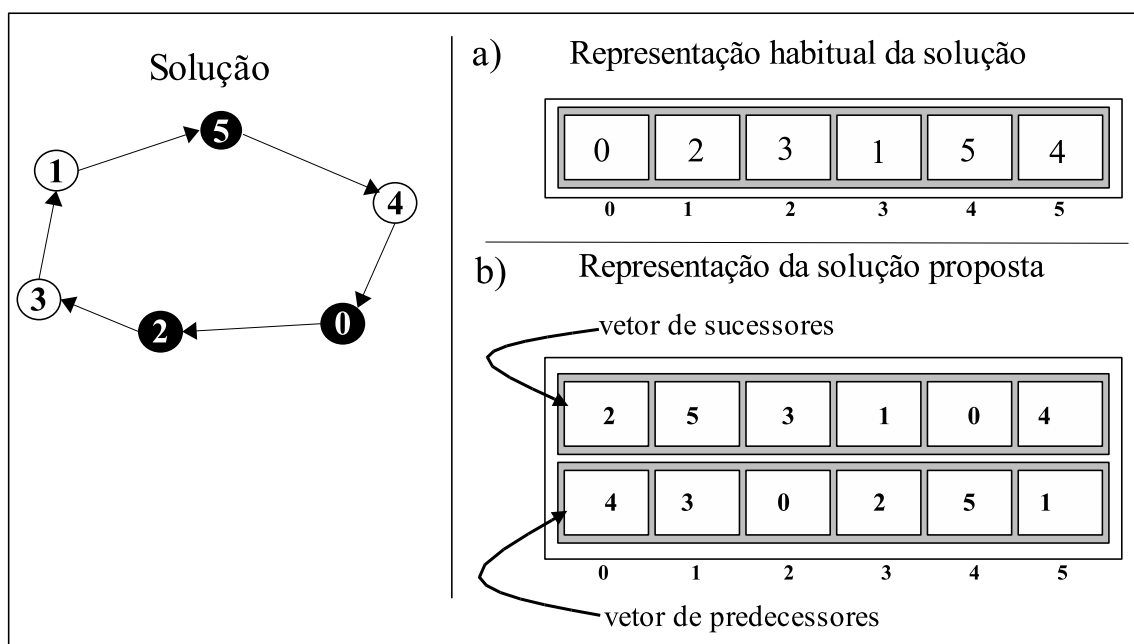 Solução
5
1
4
3
2
0
a) Representação habitual da solução
0 2 3 1 5 4
0 1 2 3 4 5
b) Representação da solução proposta
vetor de sucessores
2 5 3 1 0 4
4 3 0 2 5 1
0 1 2 3 4 5
vetor de predecessores